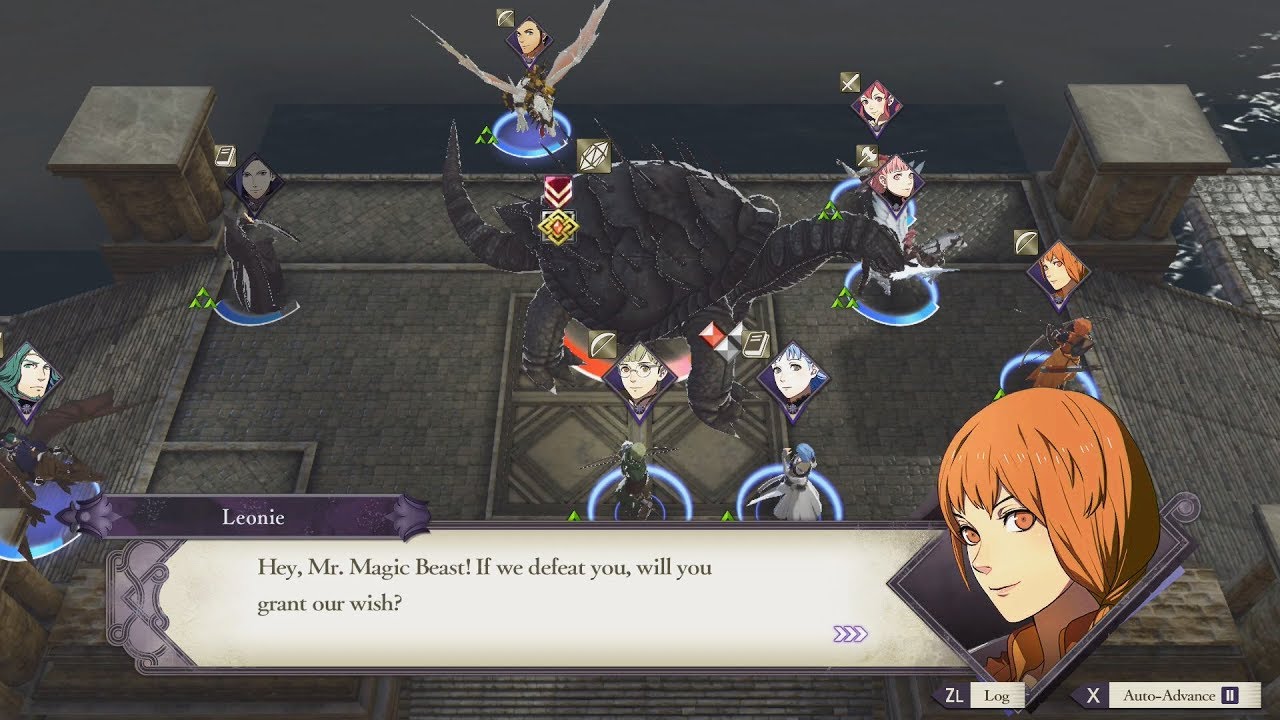 Leonie
Hey, Mr. Magic Beast! If we defeat you, will you
grant our wish?
ZL Log X Auto-Advance